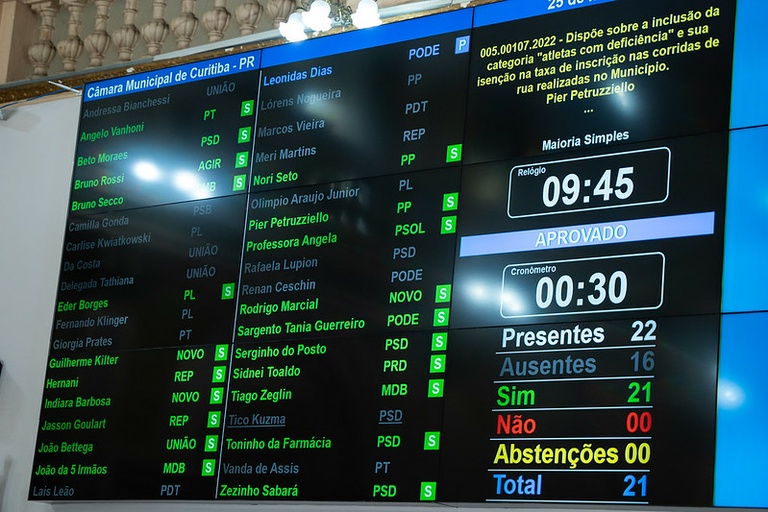 Câmara Municipal de Curitiba - PR
Andressa Bianchessi UNIÃO
Angelo Vanhoni PT S
Beto Moraes PSD S
Bruno Rossi AGIR S
Bruno Secco S
Camilla Gonda PSB
Carlise Kwiatkowski PL
Da Costa UNIÃO
Delegada Tathiana UNIÃO
Eder Borges PL S
Fernando Klinger PL
Giorgia Prates PT
Guilherme Kilter NOVO S
Hernani REP S
Indiara Barbosa NOVO S
Jasson Goulart REP S
João Bettega UNIÃO S
João da 5 Irmãos MDB S
Laís Leão PDT
Leonidas Dias PODE P
Lórens Nogueira PP
Marcos Vieira PDT
Meri Martins REP
Nori Seto PP S
Olimpio Araujo Junior PL
Pier Petruzziello PP S
Professora Angela PSOL S
Rafaela Lupion PSD
Renan Ceschin PODE
Rodrigo Marcial NOVO S
Sargento Tania Guerreiro PODE S
Serginho do Posto PSD S
Sidnei Toaldo PRD S
Tiago Zeglin MDB S
Tico Kuzma PSD
Toninho da Farmácia PSD S
Vanda de Assis PT
Zezinho Sabará PSD S
25 de
005.00107.2022 - Dispõe sobre a inclusão da
categoria "atletas com deficiência" e sua
isenção na taxa de inscrição nas corridas de
rua realizadas no Município.
Pier Petruzziello
...
Maioria Simples
Relógio
09:45
APROVADO
Cronômetro
00:30
Presentes 22
Ausentes 16
Sim 21
Não 00
Abstenções 00
Total 21